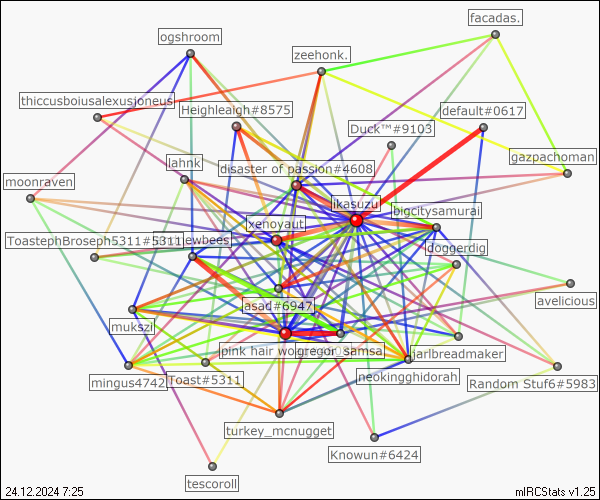 facadas.
ogshroom
zeehonk.
thiccusboiusalexusjoneus
Heighleaigh#8575
default#0617
Duck™#9103
lahnk
disaster of passion#4608
gazpachoman
moonraven
ikasuzu
bigcitysamurai
xenoyaut
ToastephBroseph5311#5311
ewbees
doggerdig
avelicious
jasad#6947
mukszil
pink hair wo
gregor_samsa
jarlbreadmaker
mingus4742
Toast#5311
neokingghidorah
Random Stuf6#5983
turkey_mcnugget
Knowun#6424
tescoroll
24.12.2024 7:25
mIRCStats v1.25